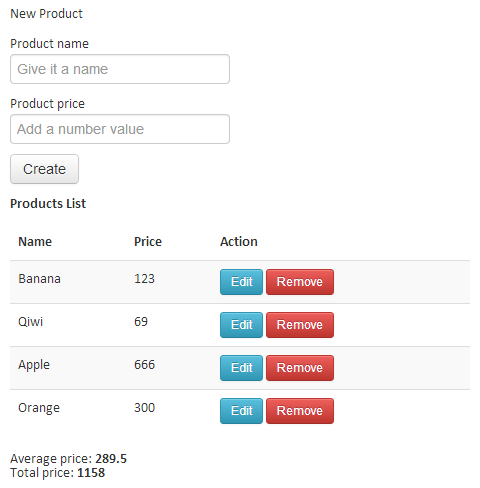 New Product
Product name
Give it a name
Product price
Add a number value
Create
Products List
Name Price Action
Banana 123 Edit Remove
Qiwi 69 Edit Remove
Apple 666 Edit Remove
Orange 300 Edit Remove
Average price: 289.5
Total price: 1158